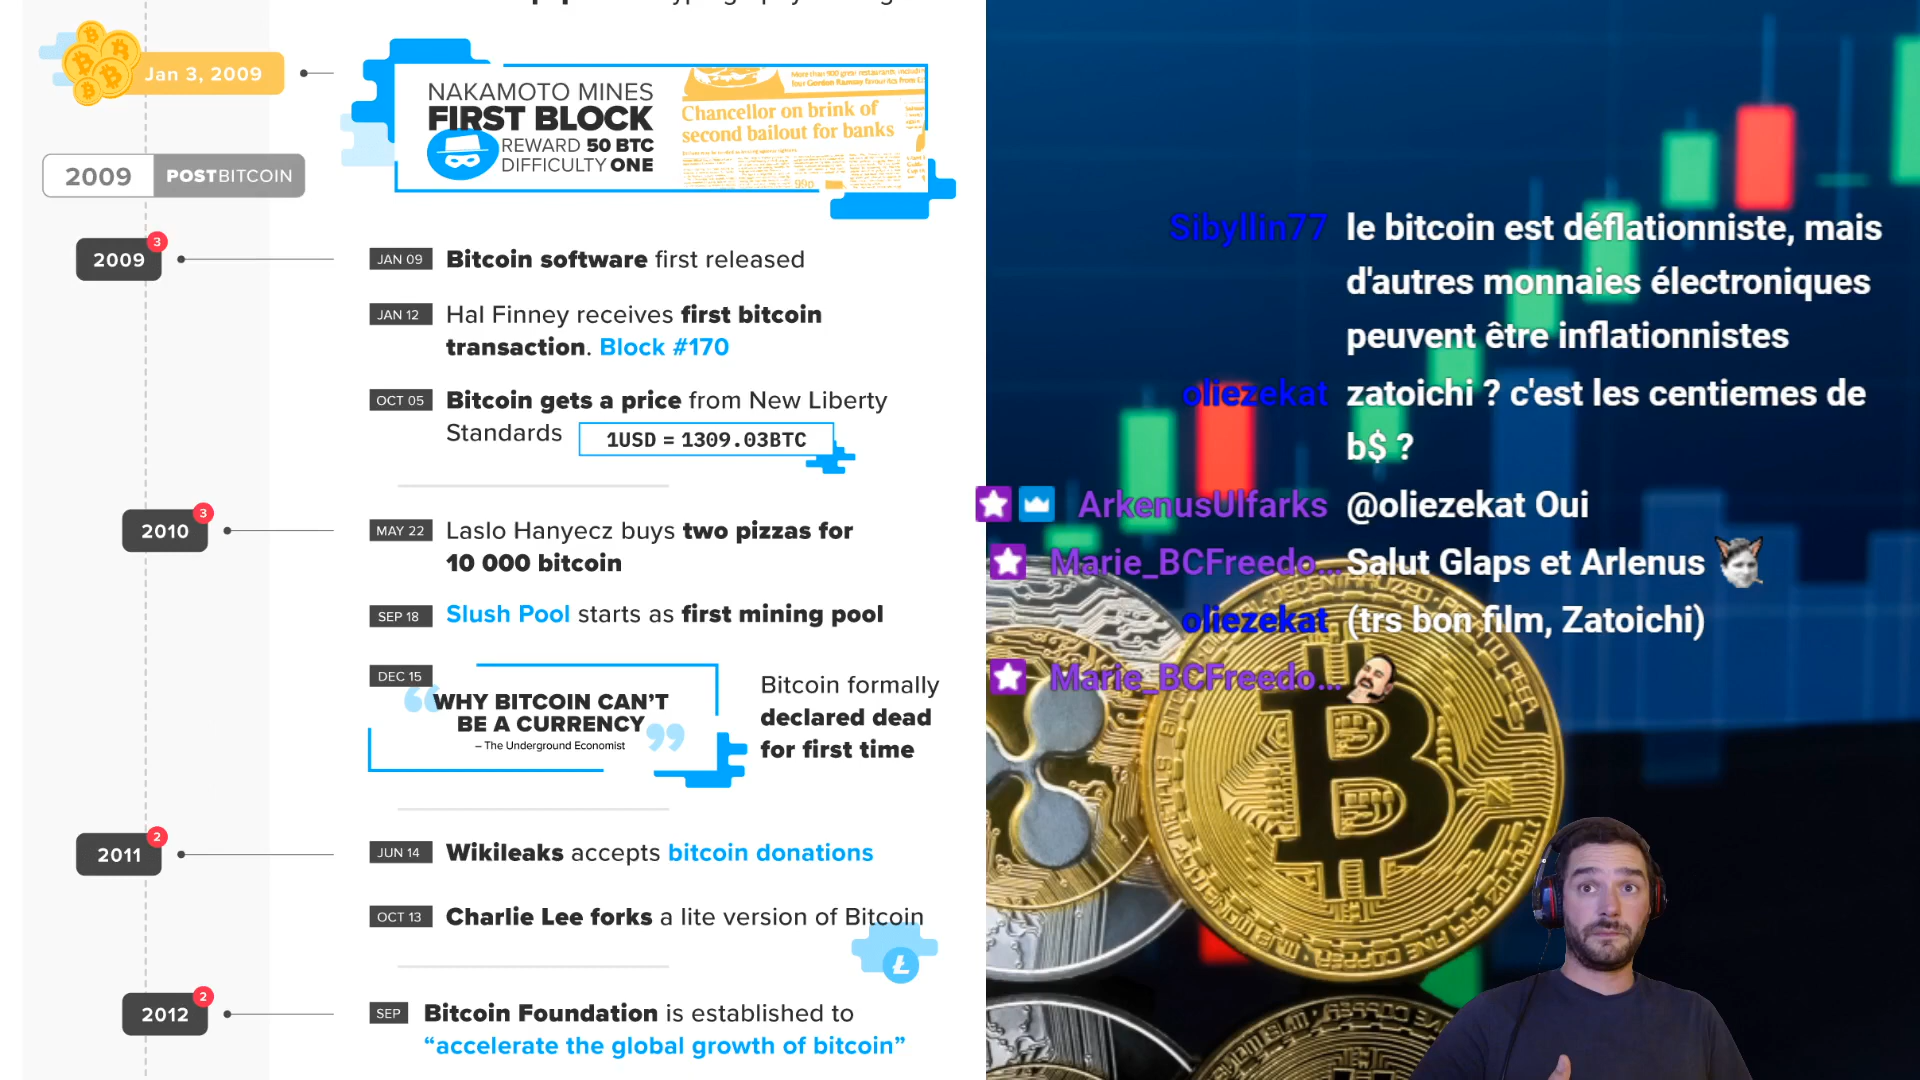 Jan 3, 2009
NAKAMOTO MINES
FIRST BLOCK
REWARD 50 BTC
DIFFICULTY ONE
Chancellor on brink of
second bailout for banks
99p
2009 POSTBITCOIN
2009
3
JAN 09 Bitcoin software first released
JAN 12 Hal Finney receives first bitcoin
transaction. Block #170
OCT 05 Bitcoin gets a price from New Liberty
Standards 1USD = 1309.03BTC
2010
3
MAY 22 Laslo Hanyecz buys two pizzas for
10 000 bitcoin
SEP 18 Slush Pool starts as first mining pool
DEC 15
“WHY BITCOIN CAN’T
BE A CURRENCY”
– The Underground Economist
Bitcoin formally
declared dead
for first time
2011
2
JUN 14 Wikileaks accepts bitcoin donations
OCT 13 Charlie Lee forks a lite version of Bitcoin
2012
2
SEP Bitcoin Foundation is established to
“accelerate the global growth of bitcoin”
Sibyllin77 le bitcoin est déflationniste, mais
d'autres monnaies électroniques
peuvent être inflationnistes
oliezekat zatoichi ? c'est les centiemes de
b$ ?
ArkenusUlfarks @oliezekat Oui
Marie_BCFreedo... Salut Glaps et Arlenus
oliezekat (trs bon film, Zatoichi)
Marie_BCFreedo...